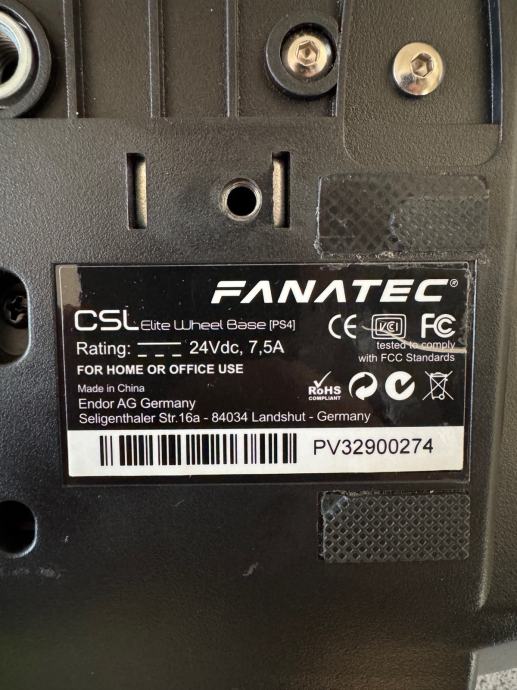 FANATEC®
CSL Elite Wheel Base [PS4]
CE VCCI FC
Rating: 24Vdc, 7,5A
tested to comply
with FCC Standards
FOR HOME OR OFFICE USE
Made in China
Endor AG Germany
Seligenthaler Str.16a - 84034 Landshut - Germany
RoHS
COMPLIANT
PV32900274